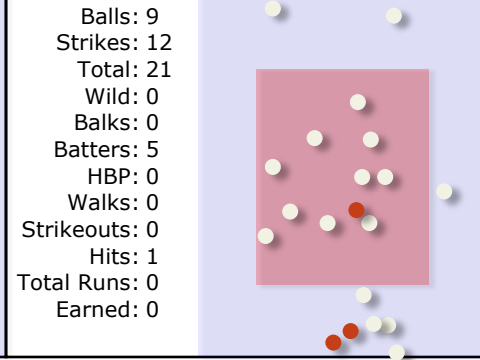 Balls: 9
Strikes: 12
Total: 21
Wild: 0
Balks: 0
Batters: 5
HBP: 0
Walks: 0
Strikeouts: 0
Hits: 1
Total Runs: 0
Earned: 0